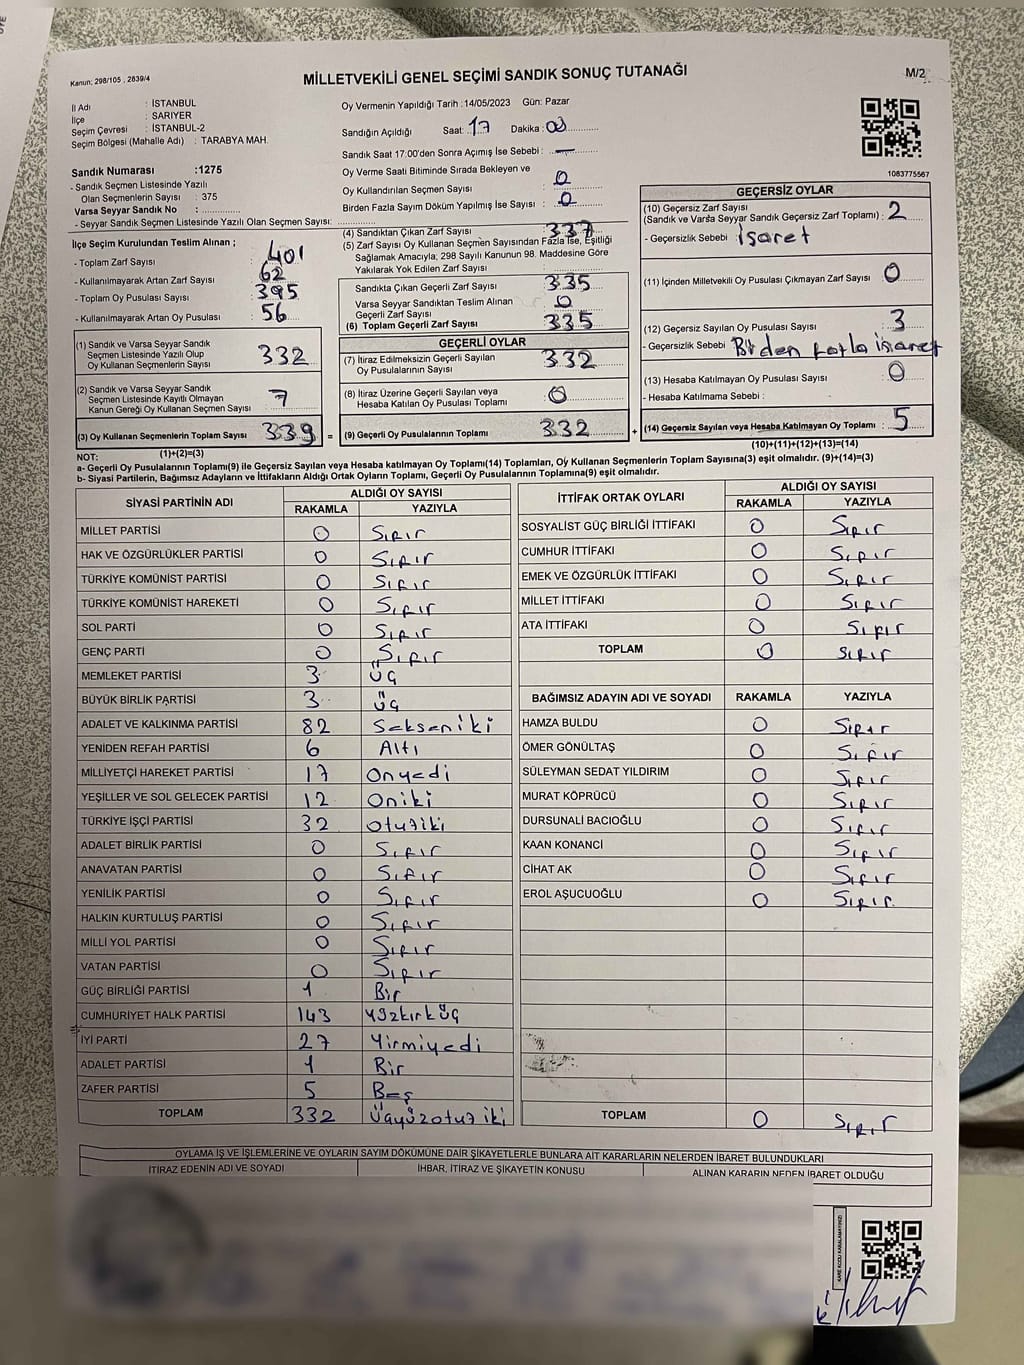 Kanun: 298/105 , 2839/4
MİLLETVEKİLİ GENEL SEÇİMİ SANDIK SONUÇ TUTANAĞI
M/2
İl Adı : İSTANBUL
İlçe : SARIYER
Seçim Çevresi : İSTANBUL-2
Seçim Bölgesi (Mahalle Adı) : TARABYA MAH.
Oy Vermenin Yapıldığı Tarih :14/05/2023 Gün: Pazar
Sandığın Açıldığı Saat: 17 Dakika: 00
Sandık Saat 17:00'den Sonra Açımış İse Sebebi : —
Oy Verme Saati Bitiminde Sırada Bekleyen ve
Oy Kullandırılan Seçmen Sayısı : 0
Birden Fazla Sayım Döküm Yapılmış İse Sayısı : 0
1083775567
Sandık Numarası :1275
- Sandık Seçmen Listesinde Yazılı
Olan Seçmenlerin Sayısı : 375
Varsa Seyyar Sandık No :
- Seyyar Sandık Seçmen Listesinde Yazılı Olan Seçmen Sayısı:
İlçe Seçim Kurulundan Teslim Alınan ;
- Toplam Zarf Sayısı 401
- Kullanılmayarak Artan Zarf Sayısı 62
- Toplam Oy Pusulası Sayısı 395
- Kullanılmayarak Artan Oy Pusulası 56
(1) Sandık ve Varsa Seyyar Sandık
Seçmen Listesinde Yazılı Olup
Oy Kullanan Seçmenlerin Sayısı 332
(2) Sandık ve Varsa Seyyar Sandık
Seçmen Listesinde Kayıtlı Olmayan
Kanun Gereği Oy Kullanan Seçmen Sayısı 7
(3) Oy Kullanan Seçmenlerin Toplam Sayısı 339 =
(1)+(2)=(3)
(4) Sandıktan Çıkan Zarf Sayısı 337
(5) Zarf Sayısı Oy Kullanan Seçmen Sayısından Fazla İse, Eşitliği
Sağlamak Amacıyla; 298 Sayılı Kanunun 98. Maddesine Göre
Yakılarak Yok Edilen Zarf Sayısı :
Sandıkta Çıkan Geçerli Zarf Sayısı 335
Varsa Seyyar Sandıktan Teslim Alınan
Geçerli Zarf Sayısı 0
(6) Toplam Geçerli Zarf Sayısı 335
GEÇERLİ OYLAR
(7) İtiraz Edilmeksizin Geçerli Sayılan
Oy Pusulalarının Sayısı 332
(8) İtiraz Üzerine Geçerli Sayılan veya
Hesaba Katılan Oy Pusulası Toplamı 0
(9) Geçerli Oy Pusulalarının Toplamı 332 +
GEÇERSİZ OYLAR
(10) Geçersiz Zarf Sayısı
(Sandık ve Varsa Seyyar Sandık Geçersiz Zarf Toplamı) : 2
- Geçersizlik Sebebi işaret
(11) İçinden Milletvekili Oy Pusulası Çıkmayan Zarf Sayısı 0
(12) Geçersiz Sayılan Oy Pusulası Sayısı 3
- Geçersizlik Sebebi Birden fazla işaret
(13) Hesaba Katılmayan Oy Pusulası Sayısı 0
- Hesaba Katılmama Sebebi :
(14) Geçersiz Sayılan veya Hesaba Katılmayan Oy Toplamı : 5
(10)+(11)+(12)+(13)=(14)
NOT:
a- Geçerli Oy Pusulalarının Toplamı(9) ile Geçersiz Sayılan veya Hesaba katılmayan Oy Toplamı(14) Toplamları, Oy Kullanan Seçmenlerin Toplam Sayısına(3) eşit olmalıdır. (9)+(14)=(3)
b- Siyasi Partilerin, Bağımsız Adayların ve İttifakların Aldığı Ortak Oyların Toplamı, Geçerli Oy Pusulalarının Toplamına(9) eşit olmalıdır.
SİYASİ PARTİNİN ADI ALDIĞI OY SAYISI
RAKAMLA YAZIYLA
MİLLET PARTİSİ 0 Sıfır
HAK VE ÖZGÜRLÜKLER PARTİSİ 0 Sıfır
TÜRKİYE KOMÜNİST PARTİSİ 0 Sıfır
TÜRKİYE KOMÜNİST HAREKETİ 0 Sıfır
SOL PARTİ 0 Sıfır
GENÇ PARTİ 0 Sıfır
MEMLEKET PARTİSİ 3 Üç
BÜYÜK BİRLİK PARTİSİ 3 Üç
ADALET VE KALKINMA PARTİSİ 82 Seksen iki
YENİDEN REFAH PARTİSİ 6 Altı
MİLLİYETÇİ HAREKET PARTİSİ 17 Onyedi
YEŞİLLER VE SOL GELECEK PARTİSİ 12 Oniki
TÜRKİYE İŞÇİ PARTİSİ 32 Otuziki
ADALET BİRLİK PARTİSİ 0 Sıfır
ANAVATAN PARTİSİ 0 Sıfır
YENİLİK PARTİSİ 0 Sıfır
HALKIN KURTULUŞ PARTİSİ 0 Sıfır
MİLLİ YOL PARTİSİ 0 Sıfır
VATAN PARTİSİ 0 Sıfır
GÜÇ BİRLİĞİ PARTİSİ 1 Bir
CUMHURİYET HALK PARTİSİ 143 Yüzkırküç
İYİ PARTİ 27 Yirmiyedi
ADALET PARTİSİ 1 Bir
ZAFER PARTİSİ 5 Beş
TOPLAM 332 Üçyüzotuz iki
İTTİFAK ORTAK OYLARI ALDIĞI OY SAYISI
RAKAMLA YAZIYLA
SOSYALİST GÜÇ BİRLİĞİ İTTİFAKI 0 Sıfır
CUMHUR İTTİFAKI 0 Sıfır
EMEK VE ÖZGÜRLÜK İTTİFAKI 0 Sıfır
MİLLET İTTİFAKI 0 Sıfır
ATA İTTİFAKI 0 Sıfır
TOPLAM 0 Sıfır
BAĞIMSIZ ADAYIN ADI VE SOYADI RAKAMLA YAZIYLA
HAMZA BULDU 0 Sıfır
ÖMER GÖNÜLTAŞ 0 Sıfır
SÜLEYMAN SEDAT YILDIRIM 0 Sıfır
MURAT KÖPRÜCÜ 0 Sıfır
DURSUNALİ BACIOĞLU 0 Sıfır
KAAN KONANCİ 0 Sıfır
CİHAT AK 0 Sıfır
EROL AŞUCUOĞLU 0 Sıfır
TOPLAM 0 Sıfır
OYLAMA İŞ VE İŞLEMLERİNE VE OYLARIN SAYIM DÖKÜMÜNE DAİR ŞİKAYETLERLE BUNLARA AİT KARARLARIN NELERDEN İBARET BULUNDUKLARI
İTİRAZ EDENİN ADI VE SOYADI İHBAR, İTİRAZ VE ŞİKAYETİN KONUSU ALINAN KARARIN NEDEN İBARET OLDUĞU
KARE KODU KARALAMAYINIZ!